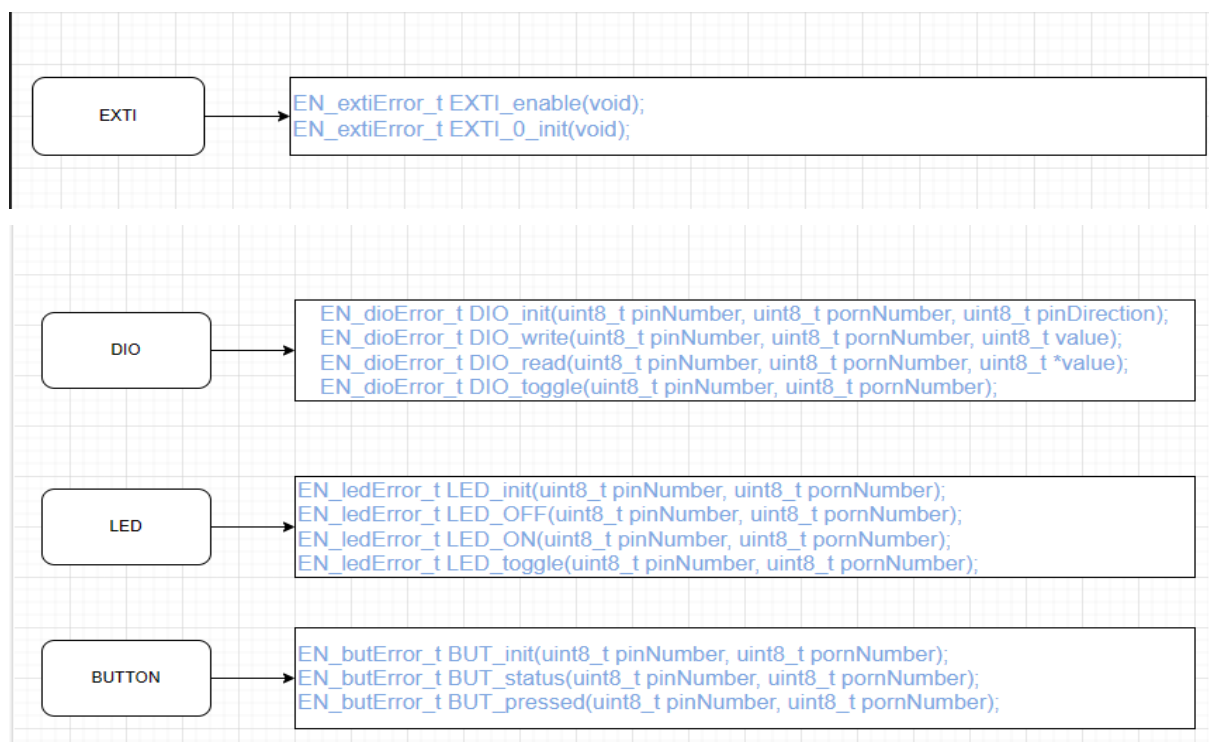 EXTI
EN_extiError_t EXTI_enable(void);
EN_extiError_t EXTI_0_init(void);
DIO
EN_dioError_t DIO_init(uint8_t pinNumber, uint8_t pornNumber, uint8_t pinDirection);
EN_dioError_t DIO_write(uint8_t pinNumber, uint8_t pornNumber, uint8_t value);
EN_dioError_t DIO_read(uint8_t pinNumber, uint8_t pornNumber, uint8_t *value);
EN_dioError_t DIO_toggle(uint8_t pinNumber, uint8_t pornNumber);
LED
EN_ledError_t LED_init(uint8_t pinNumber, uint8_t pornNumber);
EN_ledError_t LED_OFF(uint8_t pinNumber, uint8_t pornNumber);
EN_ledError_t LED_ON(uint8_t pinNumber, uint8_t pornNumber);
EN_ledError_t LED_toggle(uint8_t pinNumber, uint8_t pornNumber);
BUTTON
EN_butError_t BUT_init(uint8_t pinNumber, uint8_t pornNumber);
EN_butError_t BUT_status(uint8_t pinNumber, uint8_t pornNumber);
EN_butError_t BUT_pressed(uint8_t pinNumber, uint8_t pornNumber);